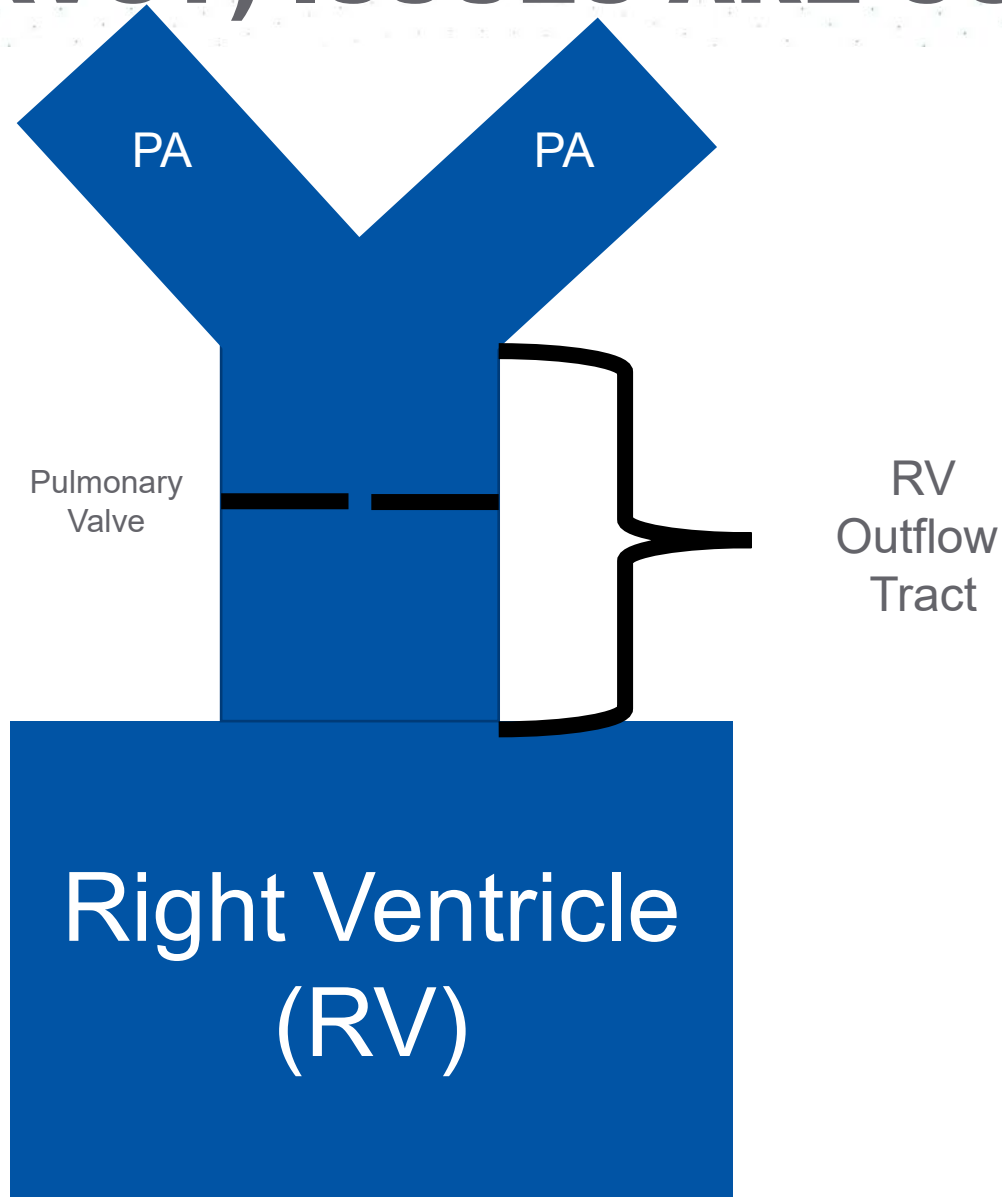 PA
PA
Pulmonary
Valve
RV
Outflow
Tract
Right Ventricle
(RV)